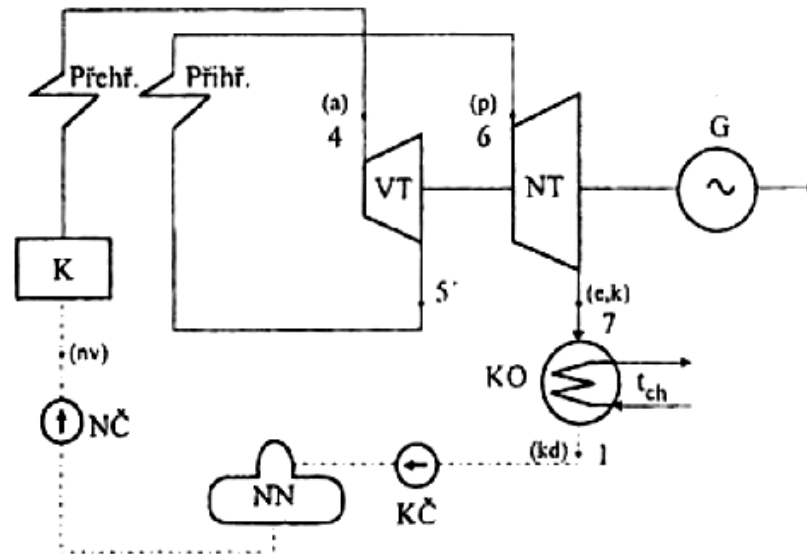 Přehř.
Přihř.
(a)
4
(p)
6
G
VT
NT
K
5'
(e,k)
7
(nv)
KO
t_ch
NČ
(kd)
1
NN
KČ